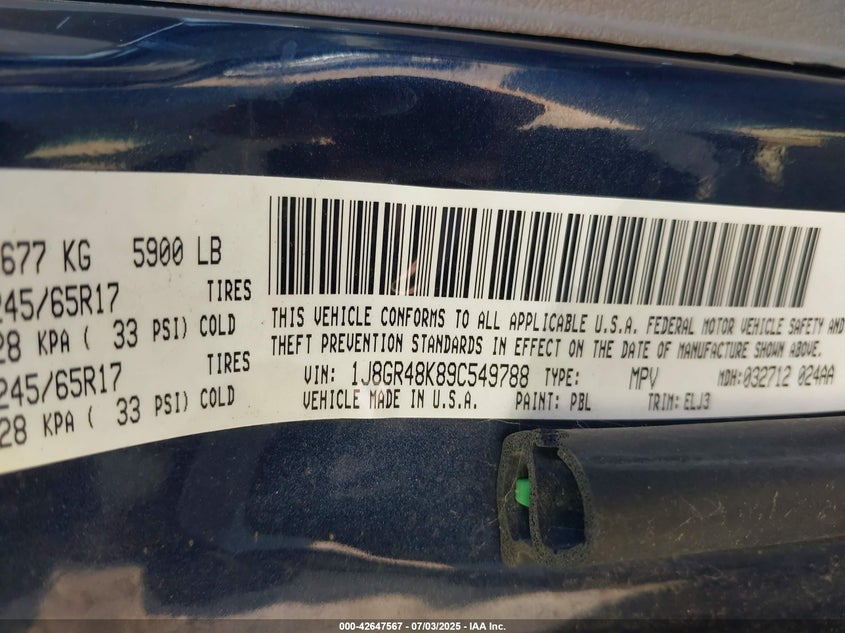 677 KG 5900 LB
245/65R17 TIRES
28 KPA ( 33 PSI) COLD
245/65R17 TIRES
28 KPA ( 33 PSI) COLD
THIS VEHICLE CONFORMS TO ALL APPLICABLE U.S.A. FEDERAL MOTOR VEHICLE SAFETY AND
THEFT PREVENTION STANDARDS IN EFFECT ON THE DATE OF MANUFACTURE SHOWN ABOVE.
VIN: 1J8GR48K89C549788 TYPE: MPV MDH:032712 024AA
VEHICLE MADE IN U.S.A. PAINT: PBL TRIM: ELJ3
000-42647567 - 07/03/2025 - IAA Inc.